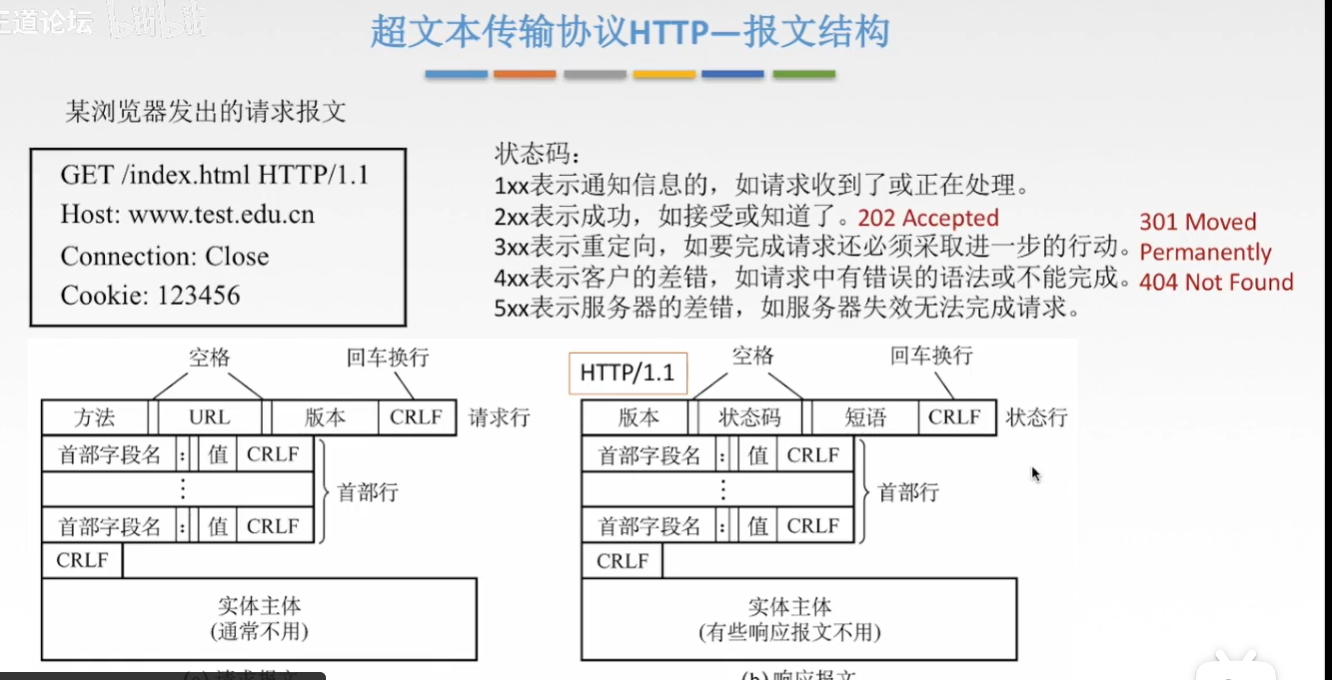 王道论坛 bilibili
超文本传输协议HTTP—报文结构
某浏览器发出的请求报文
GET /index.html HTTP/1.1
Host: www.test.edu.cn
Connection: Close
Cookie: 123456
状态码：
1xx表示通知信息的，如请求收到了或正在处理。
2xx表示成功，如接受或知道了。202 Accepted
3xx表示重定向，如要完成请求还必须采取进一步的行动。301 Moved Permanently
4xx表示客户的差错，如请求中有错误的语法或不能完成。404 Not Found
5xx表示服务器的差错，如服务器失效无法完成请求。
空格 回车换行
方法 URL 版本 CRLF 请求行
首部字段名 : 值 CRLF
⋮ 首部行
首部字段名 : 值 CRLF
CRLF
实体主体
(通常不用)
(a) 请求报文
HTTP/1.1 空格 回车换行
版本 状态码 短语 CRLF 状态行
首部字段名 : 值 CRLF
⋮ 首部行
首部字段名 : 值 CRLF
CRLF
实体主体
(有些响应报文不用)
(b) 响应报文